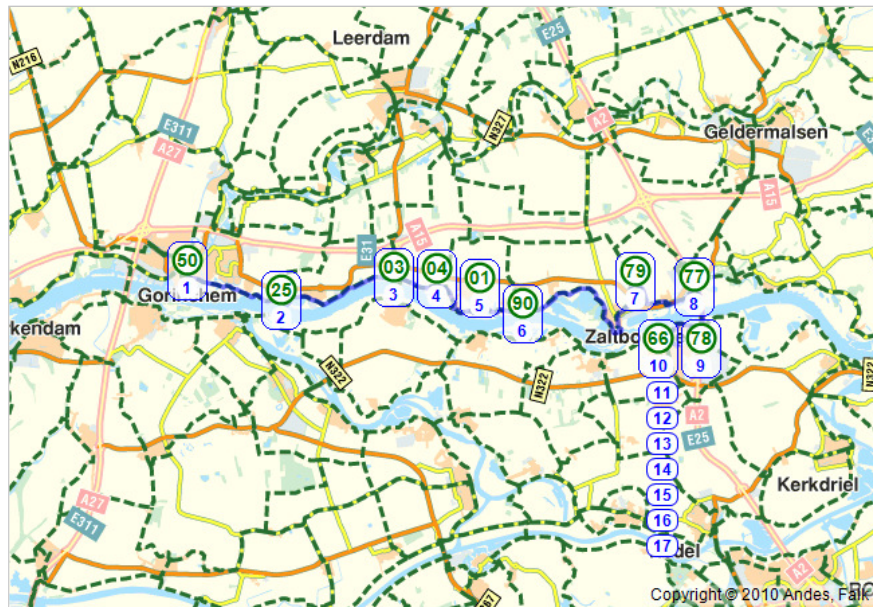 Leerdam
E25
N216
E311
A27
N327
A2
Geldermalsen
A15
E31
A15
50
1
25
2
03
3
04
4
01
5
90
6
79
7
77
8
Gorinchem
Zaltbo
66
10
78
9
N322
N322
N322
11
12
13
14
15
16
17
A2
E25
Kerkdriel
A27
E311
A2
Copyright © 2010 Andes, Falk